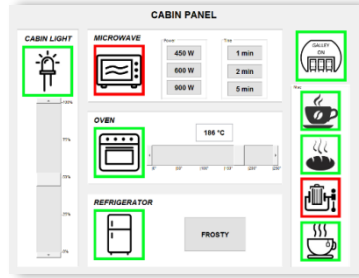 CABIN PANEL
CABIN LIGHT
MICROWAVE
Power
Time
GALLEY
ON
450 W
1 min
600 W
2 min
900 W
5 min
OVEN
186 °C
REFRIGERATOR
FROSTY